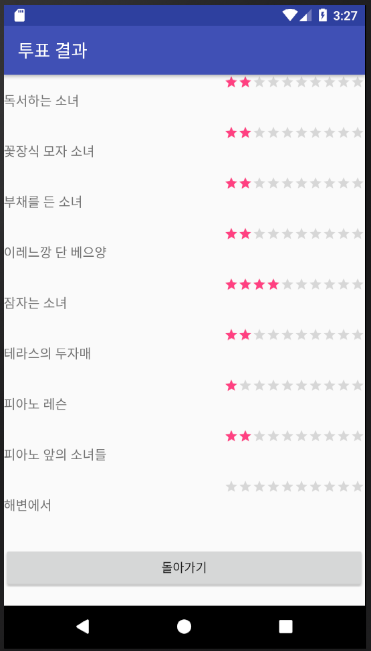 3:27
투표 결과
독서하는 소녀
꽃장식 모자 소녀
부채를 든 소녀
이레느깡 단 베으양
잠자는 소녀
테라스의 두자매
피아노 레슨
피아노 앞의 소녀들
해변에서
돌아가기